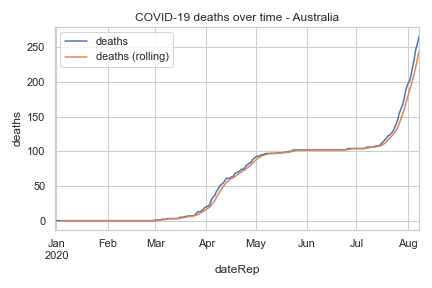 COVID-19 deaths over time - Australia
deaths
deaths (rolling)
deaths
250
200
150
100
50
0
Jan Feb Mar Apr May Jun Jul Aug
2020
dateRep